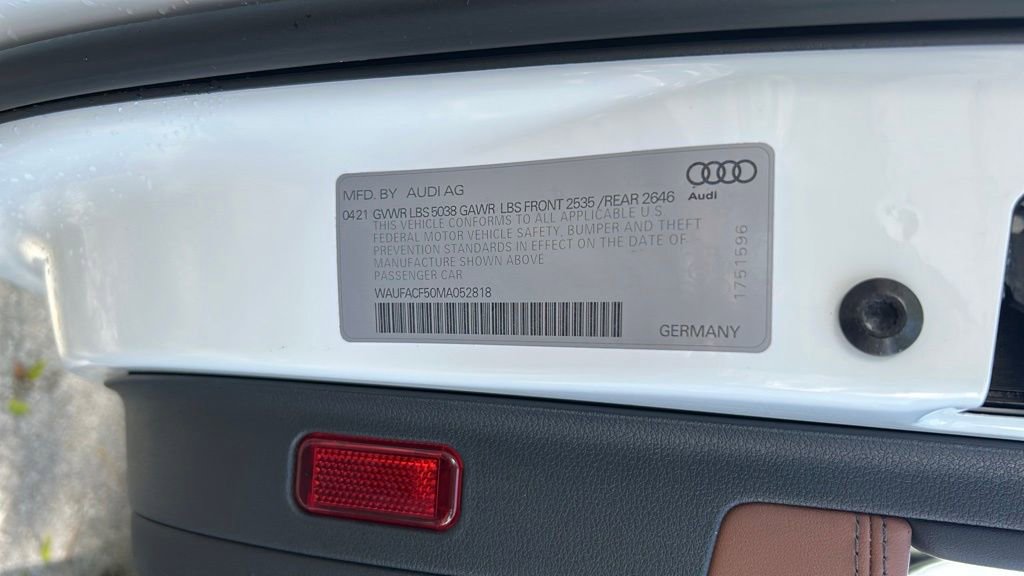 MFD. BY AUDI AG
Audi
0421 GVWR LBS 5038 GAWR LBS FRONT 2535 /REAR 2646
THIS VEHICLE CONFORMS TO ALL APPLICABLE U.S.
FEDERAL MOTOR VEHICLE SAFETY, BUMPER AND THEFT
PREVENTION STANDARDS IN EFFECT ON THE DATE OF
MANUFACTURE SHOWN ABOVE
PASSENGER CAR
WAUFACF50MA052818
GERMANY
1751596